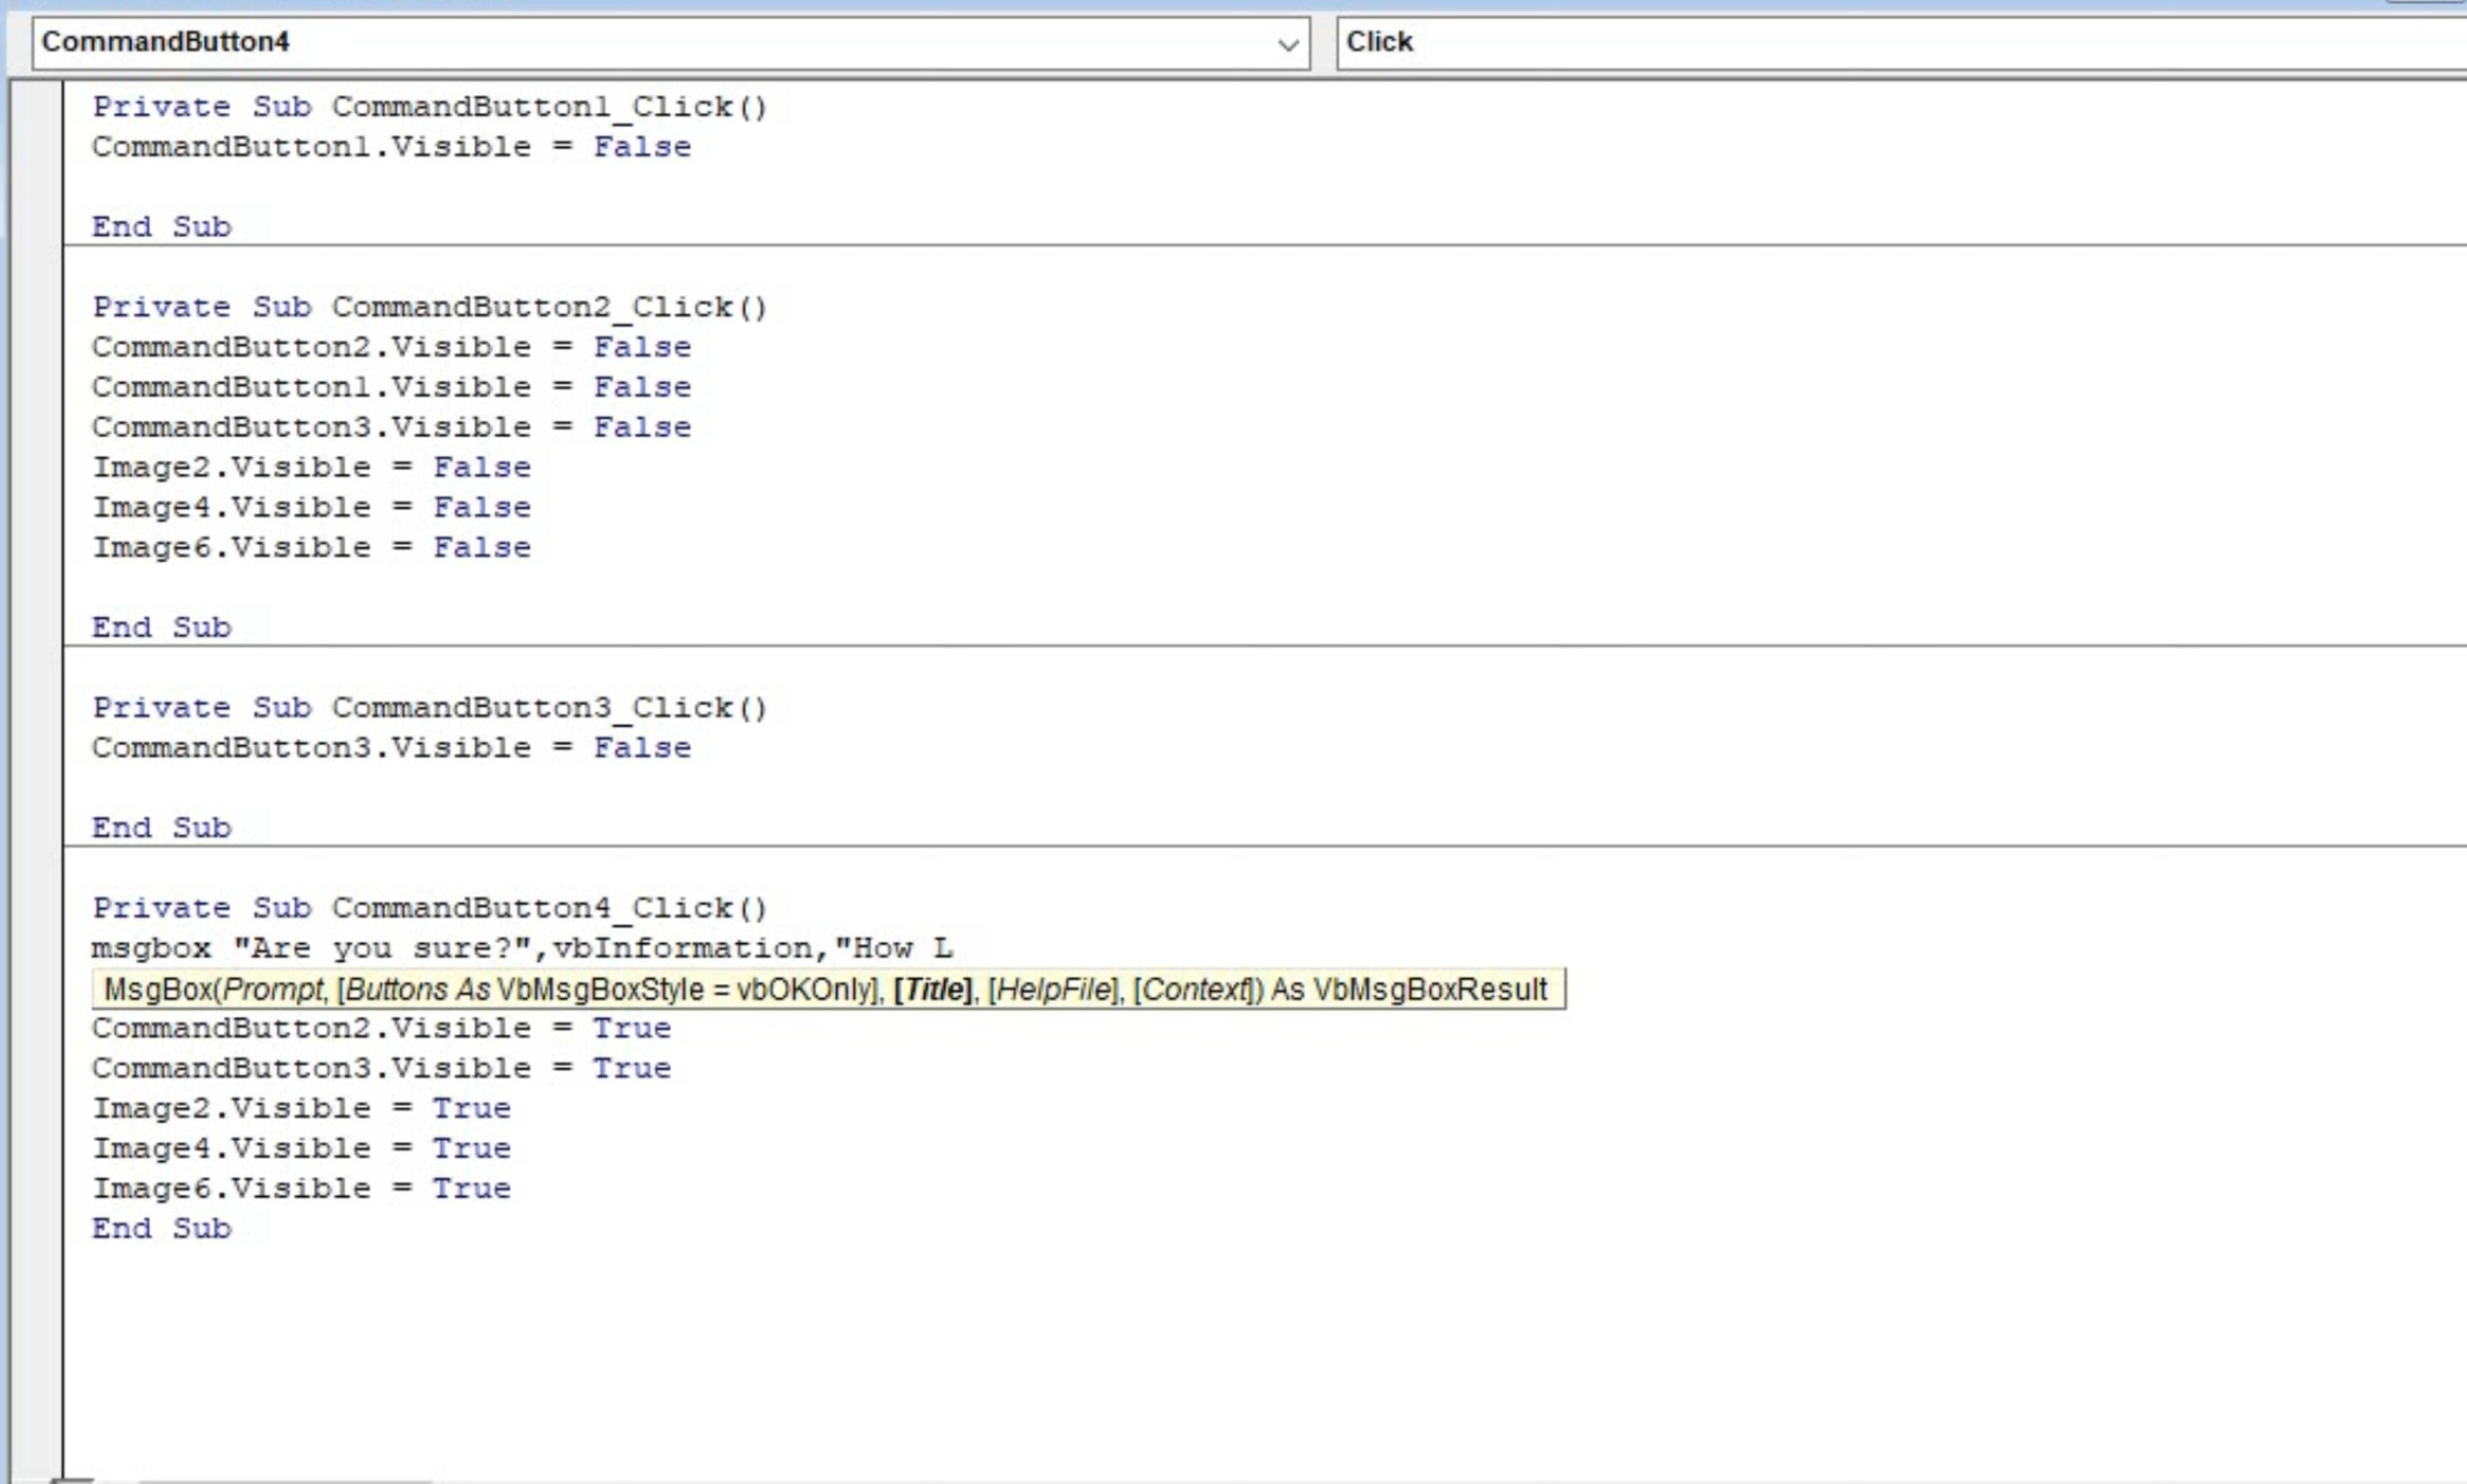 CommandButton4
Click
Private Sub CommandButton1_Click()
CommandButton1.Visible = False
End Sub
Private Sub CommandButton2_Click()
CommandButton2.Visible = False
CommandButton1.Visible = False
CommandButton3.Visible = False
Image2.Visible = False
Image4.Visible = False
Image6.Visible = False
End Sub
Private Sub CommandButton3_Click()
CommandButton3.Visible = False
End Sub
Private Sub CommandButton4_Click()
msgbox "Are you sure?",vbInformation,"How L
MsgBox(Prompt, [Buttons As VbMsgBoxStyle = vbOKOnly], [Title], [HelpFile], [Context]) As VbMsgBoxResult
CommandButton2.Visible = True
CommandButton3.Visible = True
Image2.Visible = True
Image4.Visible = True
Image6.Visible = True
End Sub